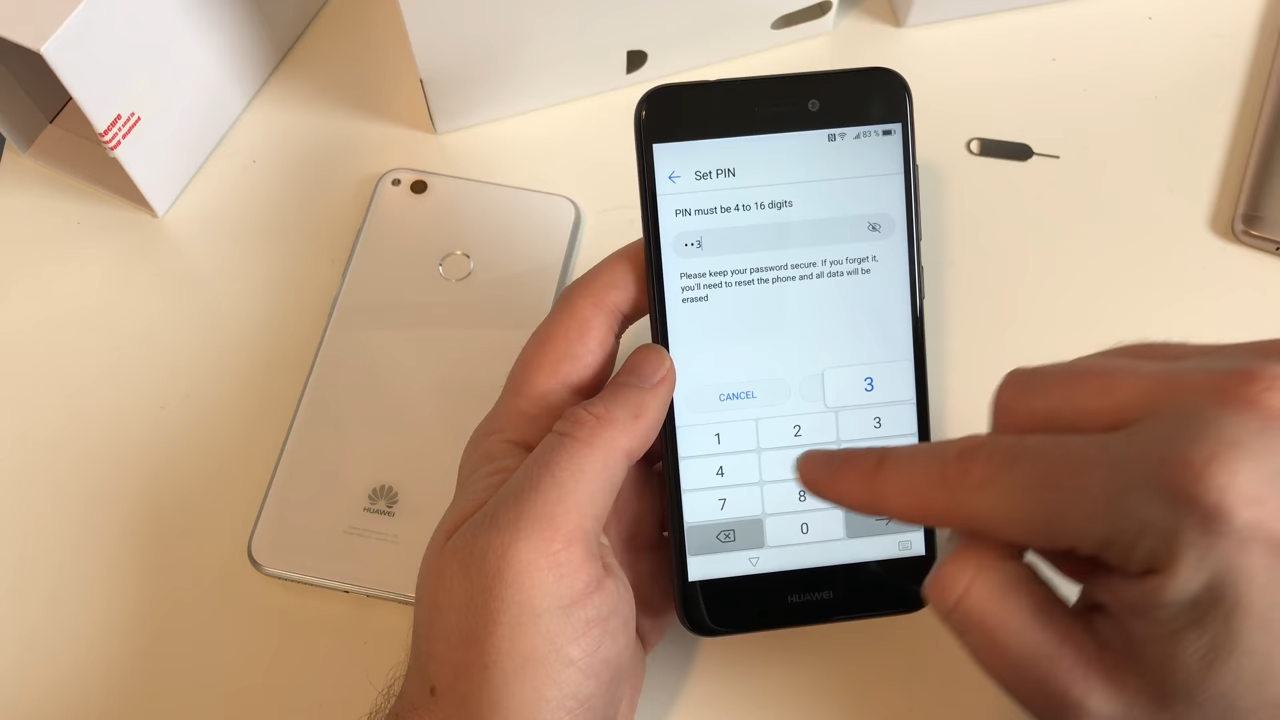 83 %
Set PIN
PIN must be 4 to 16 digits
••3
Please keep your password secure. If you forget it,
you'll need to reset the phone and all data will be
erased
CANCEL
3
1 2 3
4
7 8
0
HUAWEI
HUAWEI